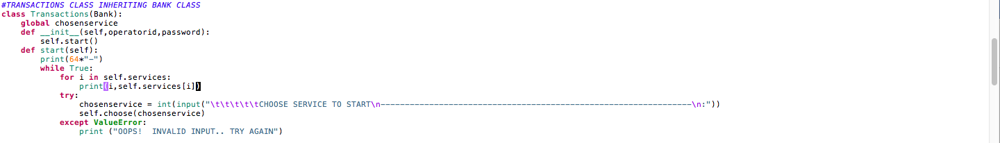 #TRANSACTIONS CLASS INHERITING BANK CLASS
class Transactions(Bank):
    global chosenservice
    def __init__(self,operatorid,password):
        self.start()
    def start(self):
        print(64*"-")
        while True:
            for i in self.services:
                print(i,self.services[i])
            try:
                chosenservice = int(input("\t\t\t\t\tCHOOSE SERVICE TO START\n----------------------------------------------------------------\n:"))
                self.choose(chosenservice)
            except ValueError:
                print ("OOPS!  INVALID INPUT.. TRY AGAIN")